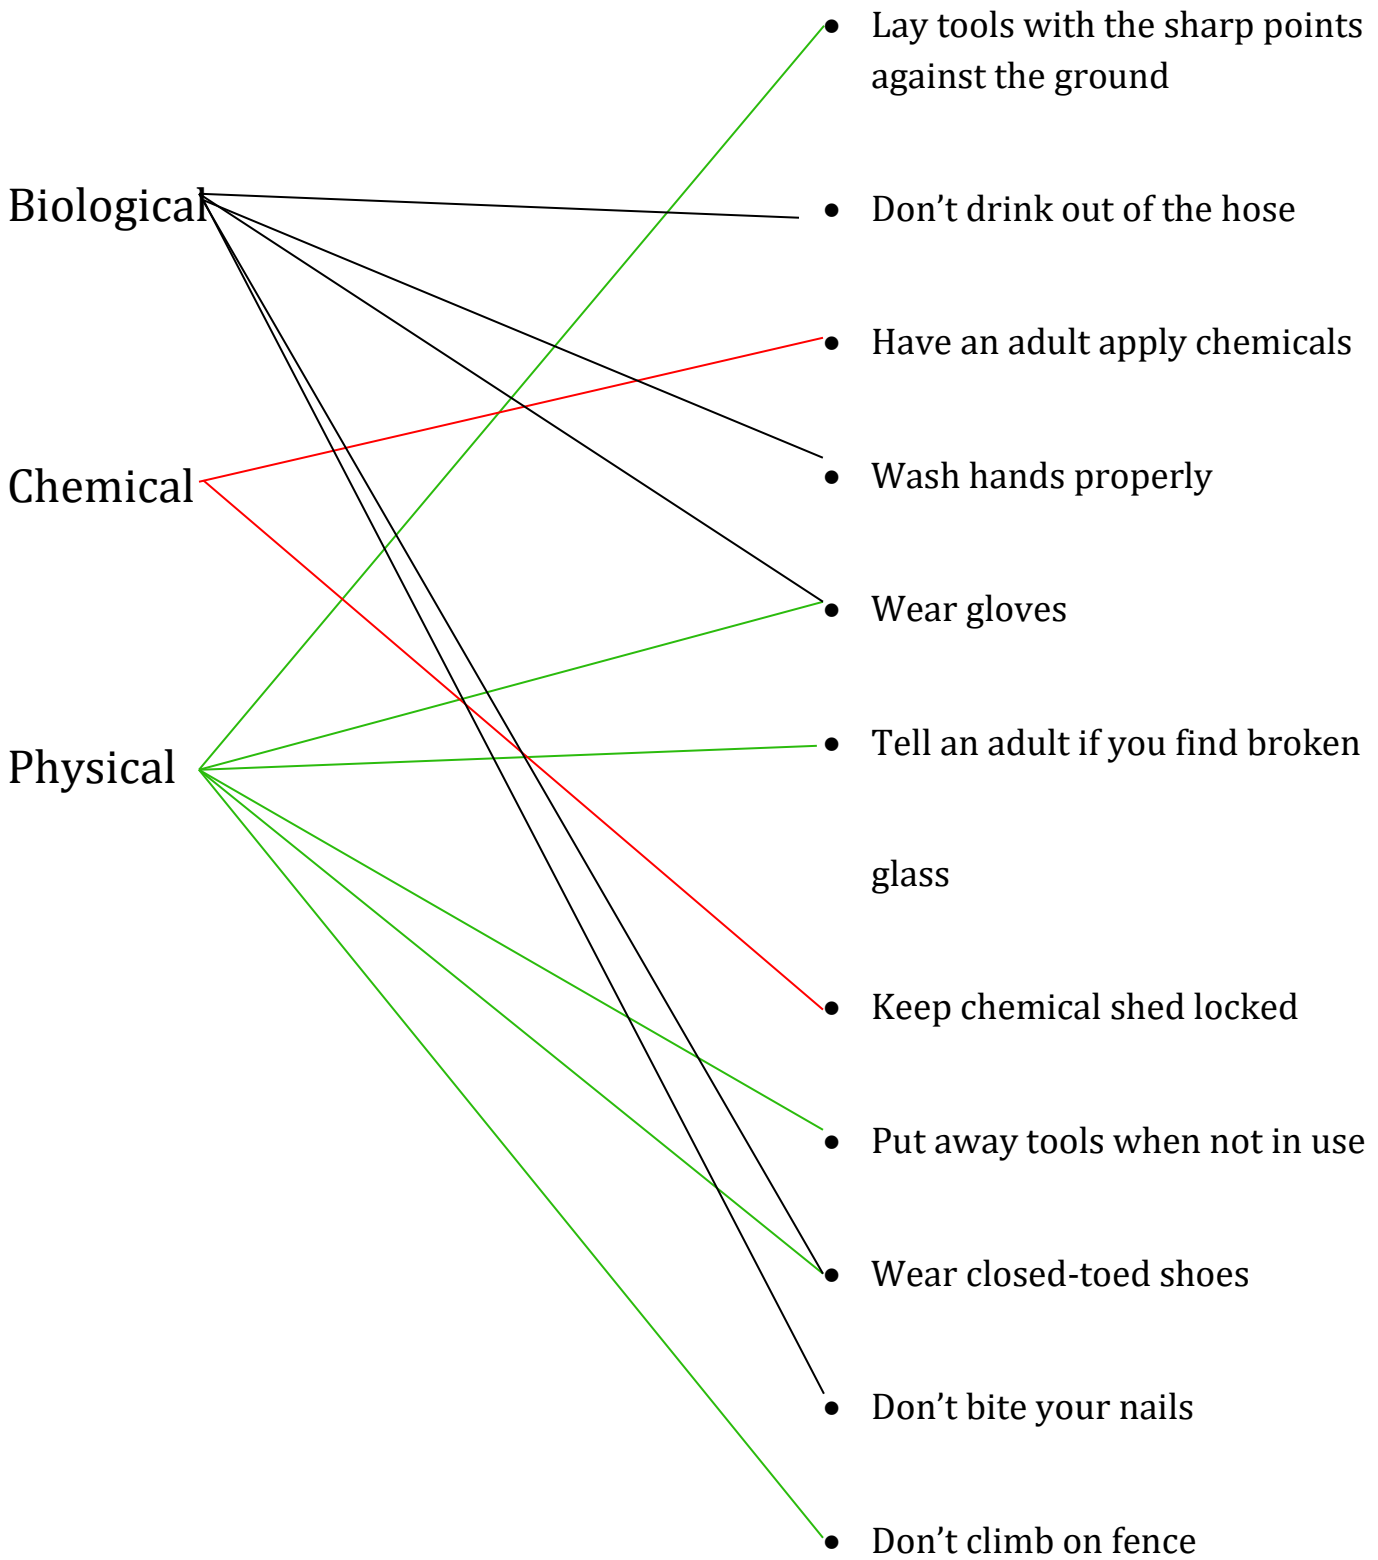 Biological
Chemical
Physical
• Lay tools with the sharp points
against the ground
• Don’t drink out of the hose
• Have an adult apply chemicals
• Wash hands properly
• Wear gloves
• Tell an adult if you find broken
glass
• Keep chemical shed locked
• Put away tools when not in use
• Wear closed-toed shoes
• Don’t bite your nails
• Don’t climb on fence